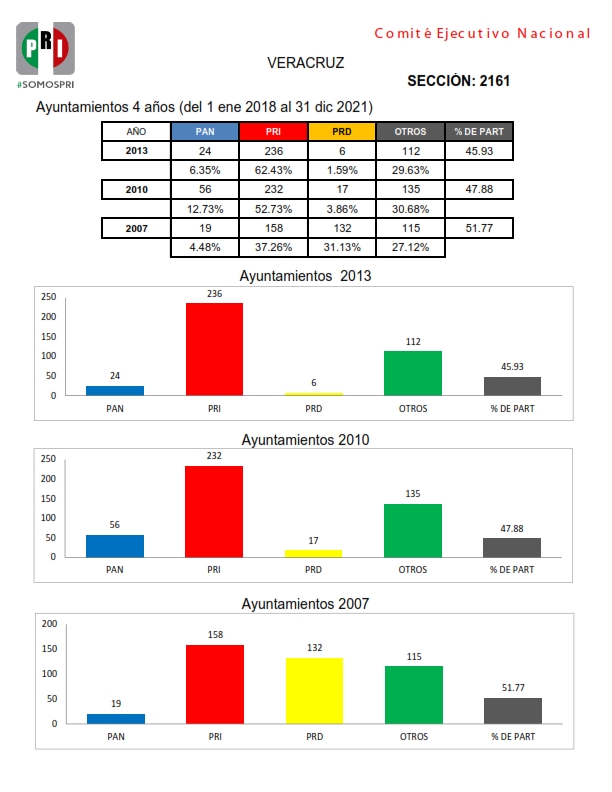 Comité Ejecutivo Nacional
PRI
#SOMOSPRI
VERACRUZ
SECCIÓN: 2161
Ayuntamientos 4 años (del 1 ene 2018 al 31 dic 2021)
AÑO PAN PRI PRD OTROS % DE PART
2013 24 236 6 112 45.93
6.35% 62.43% 1.59% 29.63%
2010 56 232 17 135 47.88
12.73% 52.73% 3.86% 30.68%
2007 19 158 132 115 51.77
4.48% 37.26% 31.13% 27.12%
Ayuntamientos 2013
250
200
150
100
50
0
24 236 6 112 45.93
PAN PRI PRD OTROS % DE PART
Ayuntamientos 2010
250
200
150
100
50
0
56 232 17 135 47.88
PAN PRI PRD OTROS % DE PART
Ayuntamientos 2007
200
150
100
50
0
19 158 132 115 51.77
PAN PRI PRD OTROS % DE PART